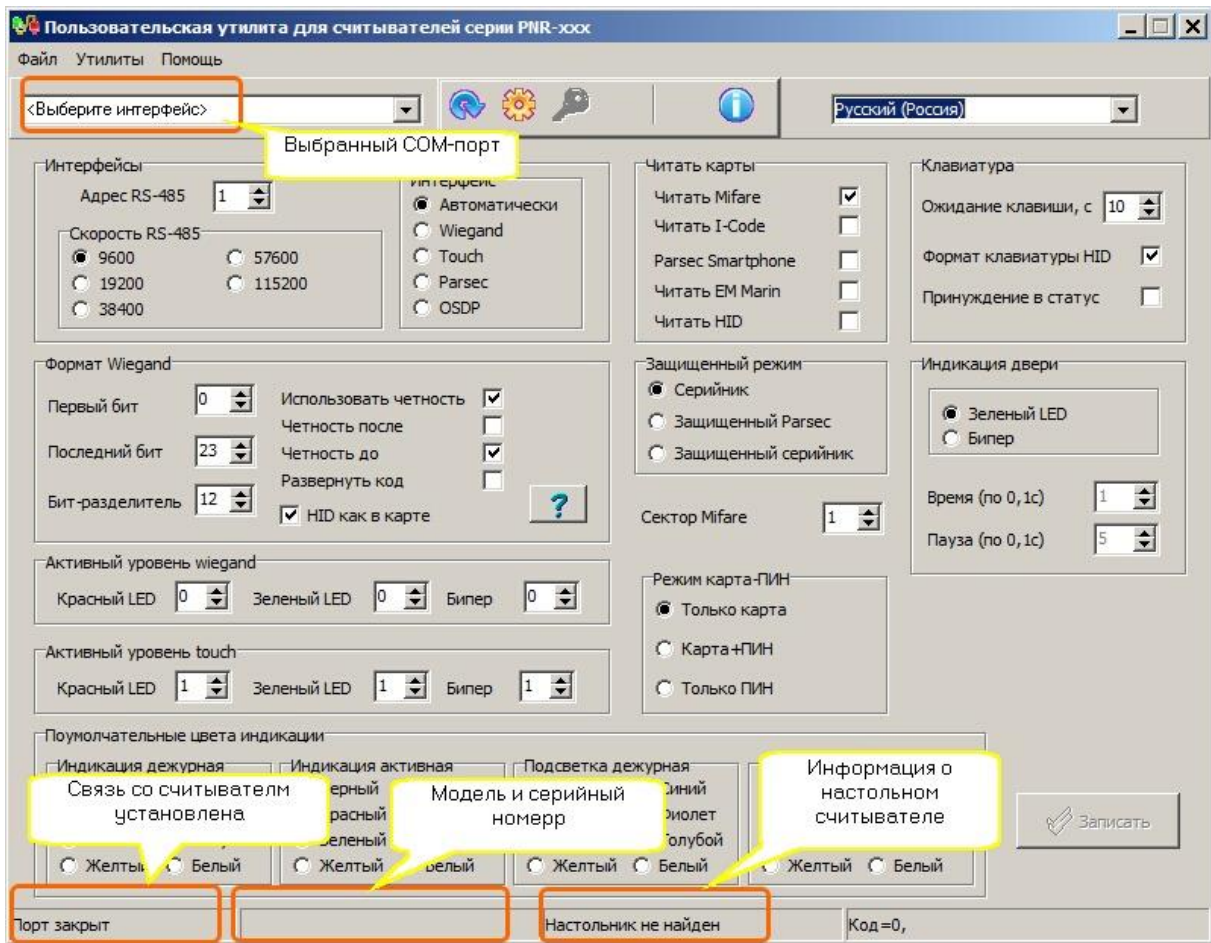 Пользовательская утилита для считывателей серии PNR-xxx
Файл Утилиты Помощь
<Выберите интерфейс>
Русский (Россия)
Выбранный COM-порт
Интерфейсы
Адрес RS-485 1
Скорость RS-485
9600 57600
19200 115200
38400
Интерфейс
Автоматически
Wiegand
Touch
Parsec
OSDP
Читать карты
Читать Mifare
Читать I-Code
Parsec Smartphone
Читать EM Marin
Читать HID
Клавиатура
Ожидание клавиши, с 10
Формат клавиатуры HID
Принуждение в статус
Формат Wiegand
Первый бит 0
Последний бит 23
Бит-разделитель 12
Использовать четность
Четность после
Четность до
Развернуть код
HID как в карте
?
Защищенный режим
Серийник
Защищенный Parsec
Защищенный серийник
Сектор Mifare 1
Индикация двери
Зеленый LED
Бипер
Время (по 0,1с) 1
Пауза (по 0,1с) 5
Активный уровень wiegand
Красный LED 0 Зеленый LED 0 Бипер 0
Активный уровень touch
Красный LED 1 Зеленый LED 1 Бипер 1
Режим карта-ПИН
Только карта
Карта+ПИН
Только ПИН
Поумолчательные цвета индикации
Индикация дежурная
Желтый Белый
Индикация активная
Желтый Белый
Подсветка дежурная
Синий
Голубой
Желтый Белый
Желтый Белый
Связь со считывателм
установлена
Модель и серийный
номерр
Информация о
настольном
считывателе
Записать
Порт закрыт
Настольник не найден
Код=0,